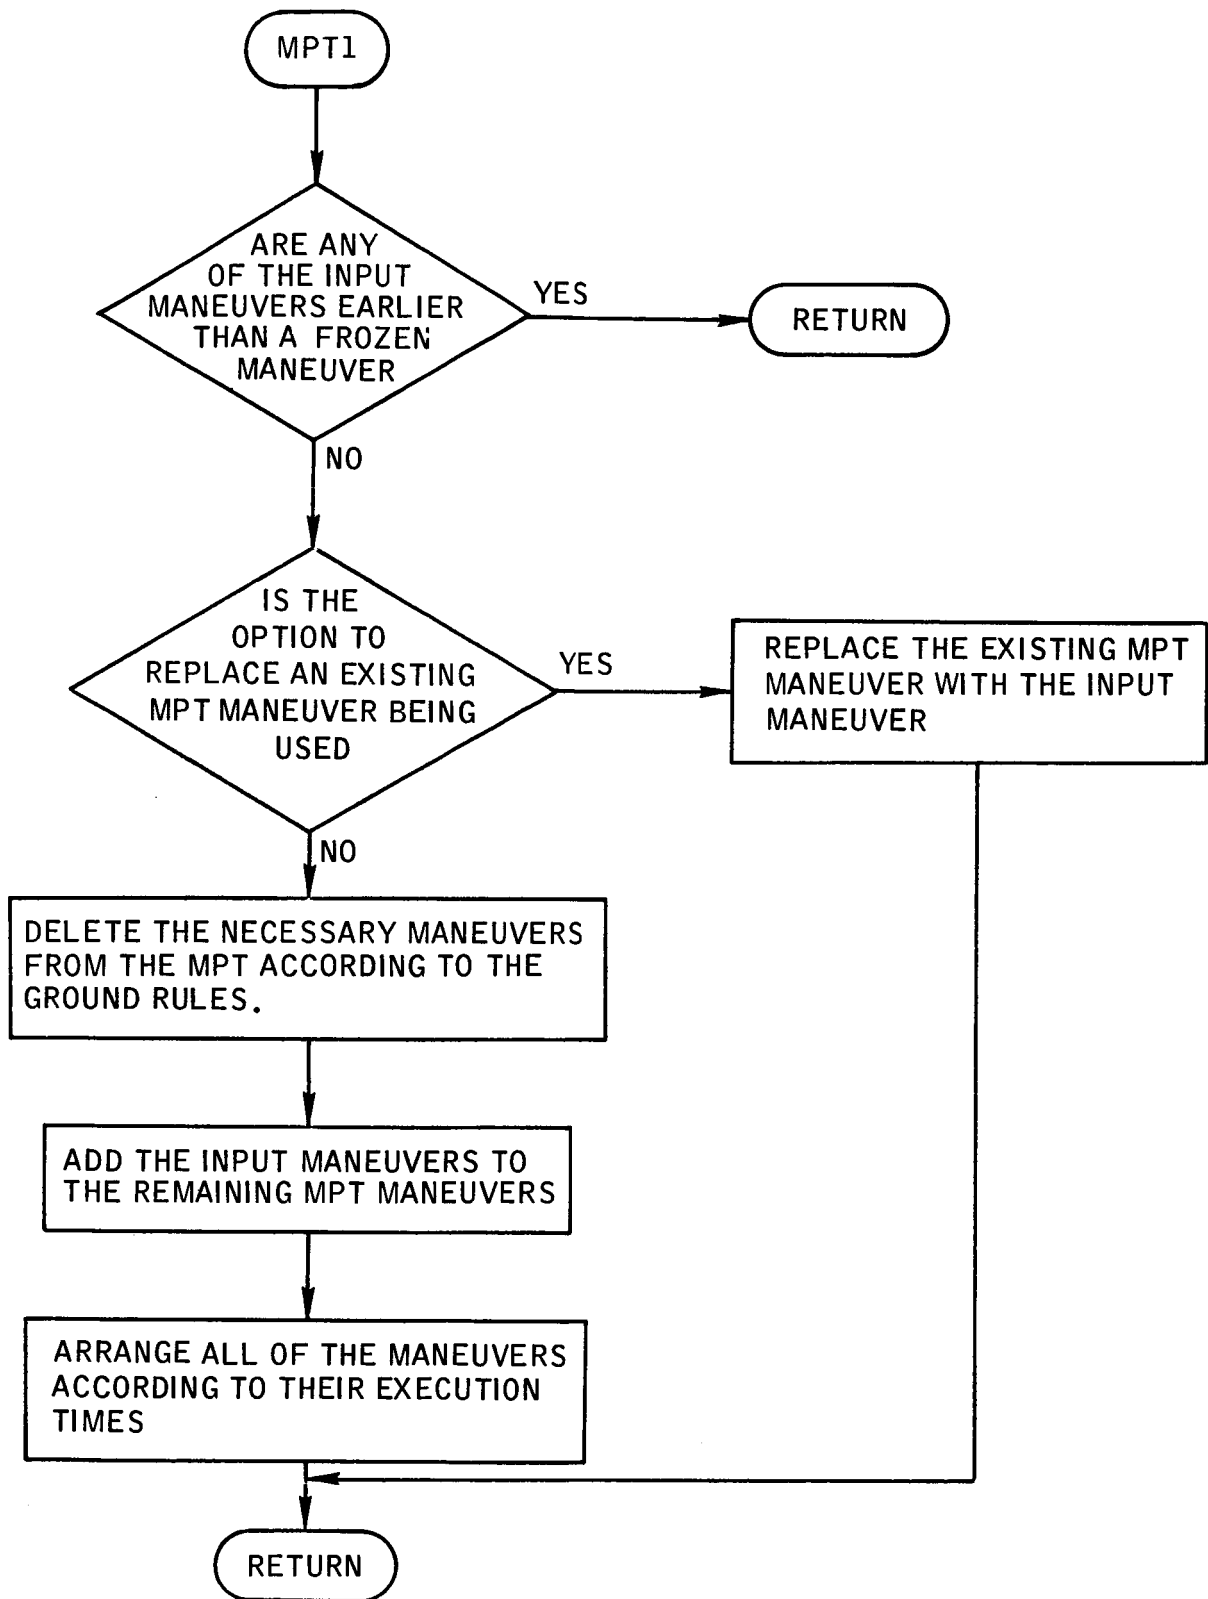 MPT1
ARE ANY
OF THE INPUT
MANEUVERS EARLIER
THAN A FROZEN
MANEUVER
YES
RETURN
NO
IS THE
OPTION TO
REPLACE AN EXISTING
MPT MANEUVER BEING
USED
YES
REPLACE THE EXISTING MPT
MANEUVER WITH THE INPUT
MANEUVER
NO
DELETE THE NECESSARY MANEUVERS
FROM THE MPT ACCORDING TO THE
GROUND RULES.
ADD THE INPUT MANEUVERS TO
THE REMAINING MPT MANEUVERS
ARRANGE ALL OF THE MANEUVERS
ACCORDING TO THEIR EXECUTION
TIMES
RETURN